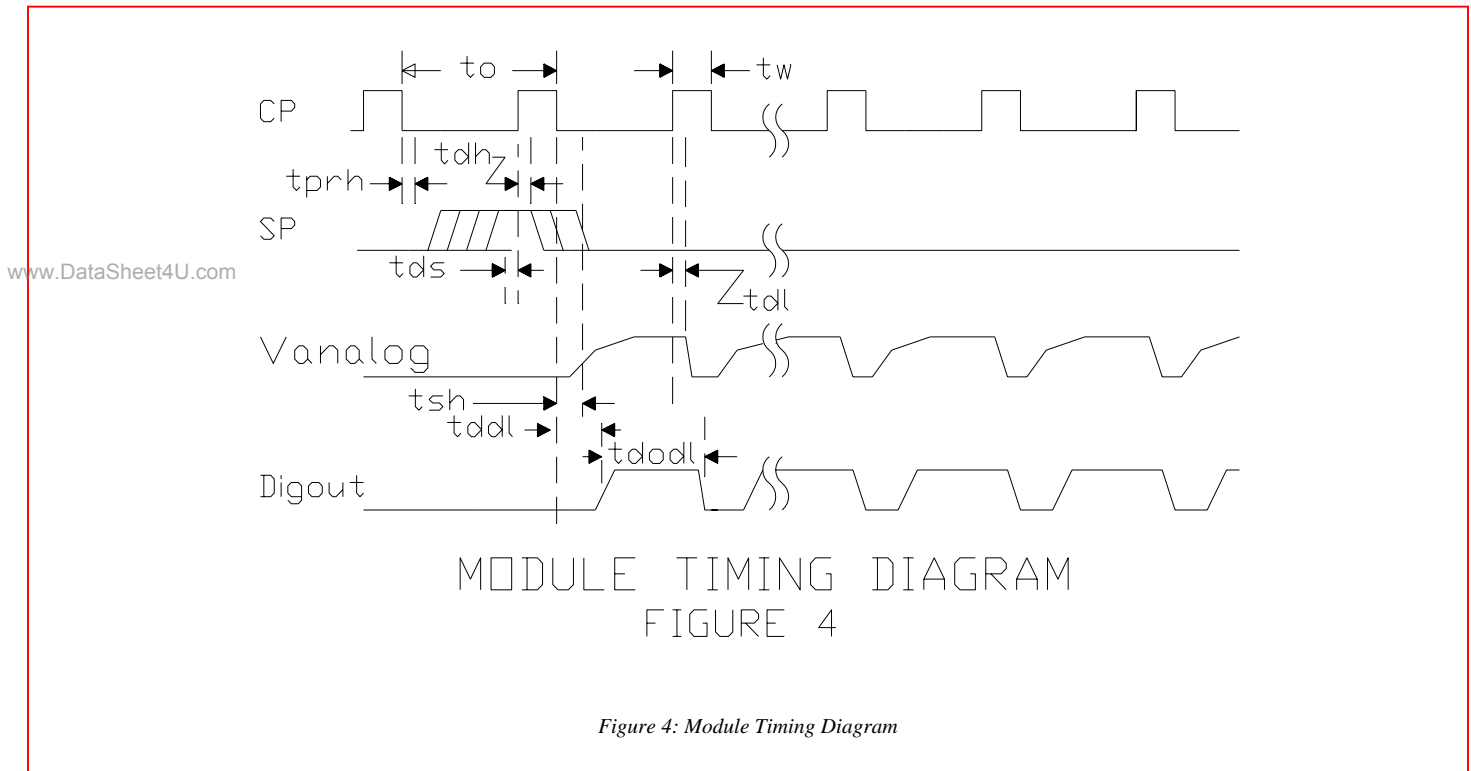 to
tw
CP
tdh
tprh
SP
www.DataSheet4U.com
tds
tdl
Vanalog
tsh
tddl
tdodl
Digout
MODULE TIMING DIAGRAM
FIGURE 4
Figure 4: Module Timing Diagram